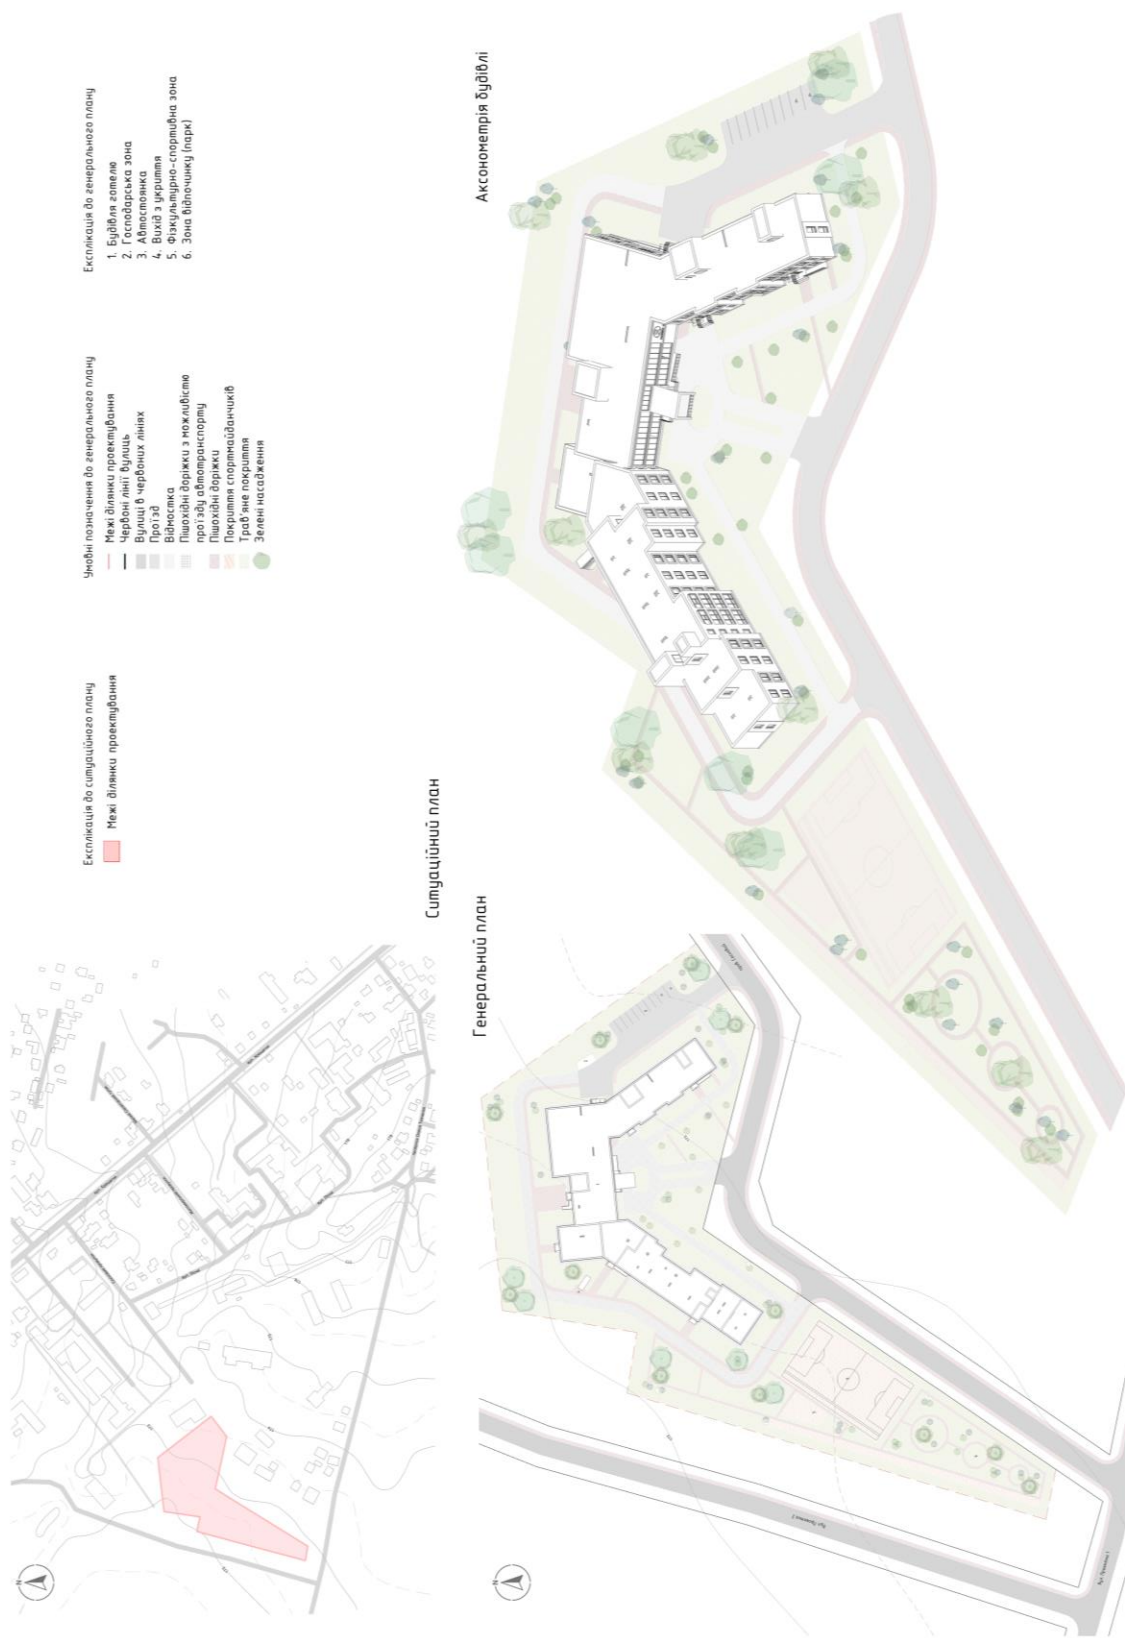 Ситуаційний план
Експлікація до ситуаційного плану
Межі ділянки проектування
Умовні позначення до генерального плану
Межі ділянки проектування
Червоні лінії вулиць
Вулиці в червоних лініях
Проїзд
Відмостка
Пішохідні доріжки з можливістю
проїзду автотранспорту
Пішохідні доріжки
Покриття спортмайданчиків
Трав'яне покриття
Зелені насадження
Експлікація до генерального плану
1. Будівля готелю
2. Господарська зона
3. Автостоянка
4. Вихід з укриття
5. Фізкультурно-спортивна зона
6. Зона відпочинку (парк)
Генеральний план
Аксонометрія будівлі
N
N